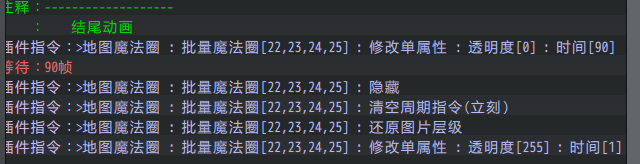 注释：-------------------
：    结尾动画
插件指令：>地图魔法圈 : 批量魔法圈[22,23,24,25] : 修改单属性 : 透明度[0] : 时间[90]
等待：90帧
插件指令：>地图魔法圈 : 批量魔法圈[22,23,24,25] : 隐藏
插件指令：>地图魔法圈 : 批量魔法圈[22,23,24,25] : 清空周期指令(立刻)
插件指令：>地图魔法圈 : 批量魔法圈[22,23,24,25] : 还原图片层级
插件指令：>地图魔法圈 : 批量魔法圈[22,23,24,25] : 修改单属性 : 透明度[255] : 时间[1]